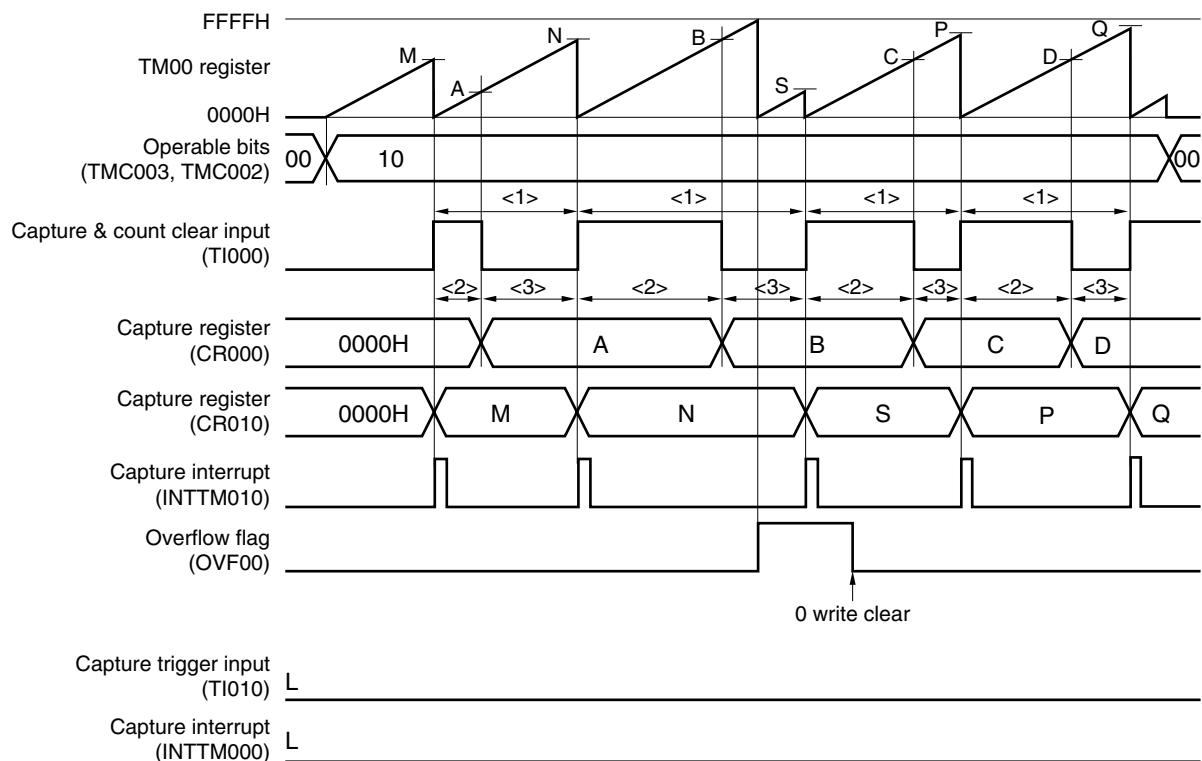 FFFFH
M N B S C P D Q
TM00 register
A
0000H
Operable bits
(TMC003, TMC002)
00 10 00
<1> <1> <1> <1>
Capture & count clear input
(TI000)
<2> <3> <2> <3> <2> <3> <2> <3>
Capture register
(CR000)
0000H A B C D
Capture register
(CR010)
0000H M N S P Q
Capture interrupt
(INTTM010)
Overflow flag
(OVF00)
0 write clear
Capture trigger input
(TI010)
L
Capture interrupt
(INTTM000)
L